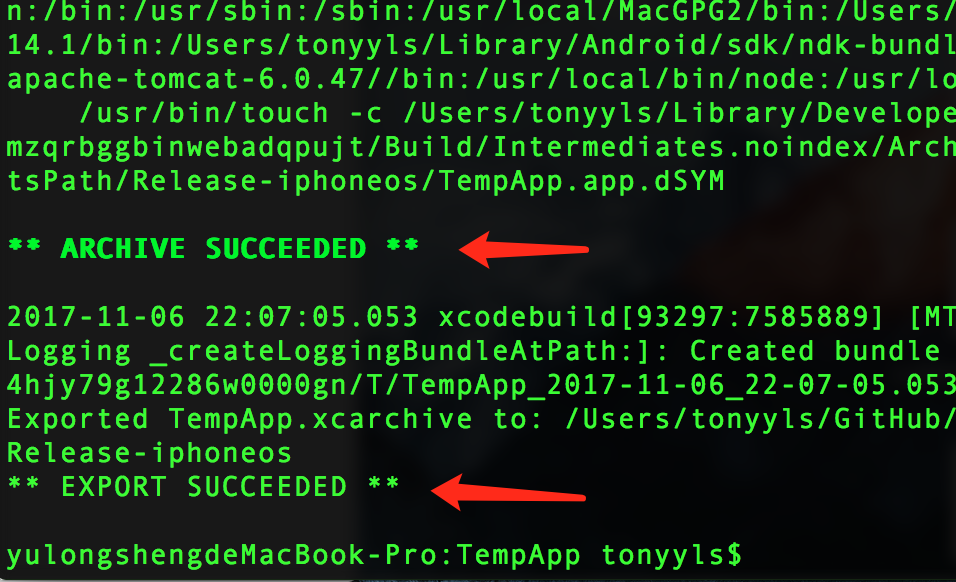 n:/bin:/usr/sbin:/sbin:/usr/local/MacGPG2/bin:/Users/
14.1/bin:/Users/tonyyls/Library/Android/sdk/ndk-bundl
apache-tomcat-6.0.47//bin:/usr/local/bin/node:/usr/lo
/usr/bin/touch -c /Users/tonyyls/Library/Develope
mzqrbggbinwebadqpujt/Build/Intermediates.noindex/Arch
tsPath/Release-iphoneos/TempApp.app.dSYM
** ARCHIVE SUCCEEDED **
2017-11-06 22:07:05.053 xcodebuild[93297:7585889] [MT
Logging _createLoggingBundleAtPath:]: Created bundle
4hjy79g12286w0000gn/T/TempApp_2017-11-06_22-07-05.053
Exported TempApp.xcarchive to: /Users/tonyyls/GitHub/
Release-iphoneos
** EXPORT SUCCEEDED **
yulongshengdeMacBook-Pro:TempApp tonyyls$